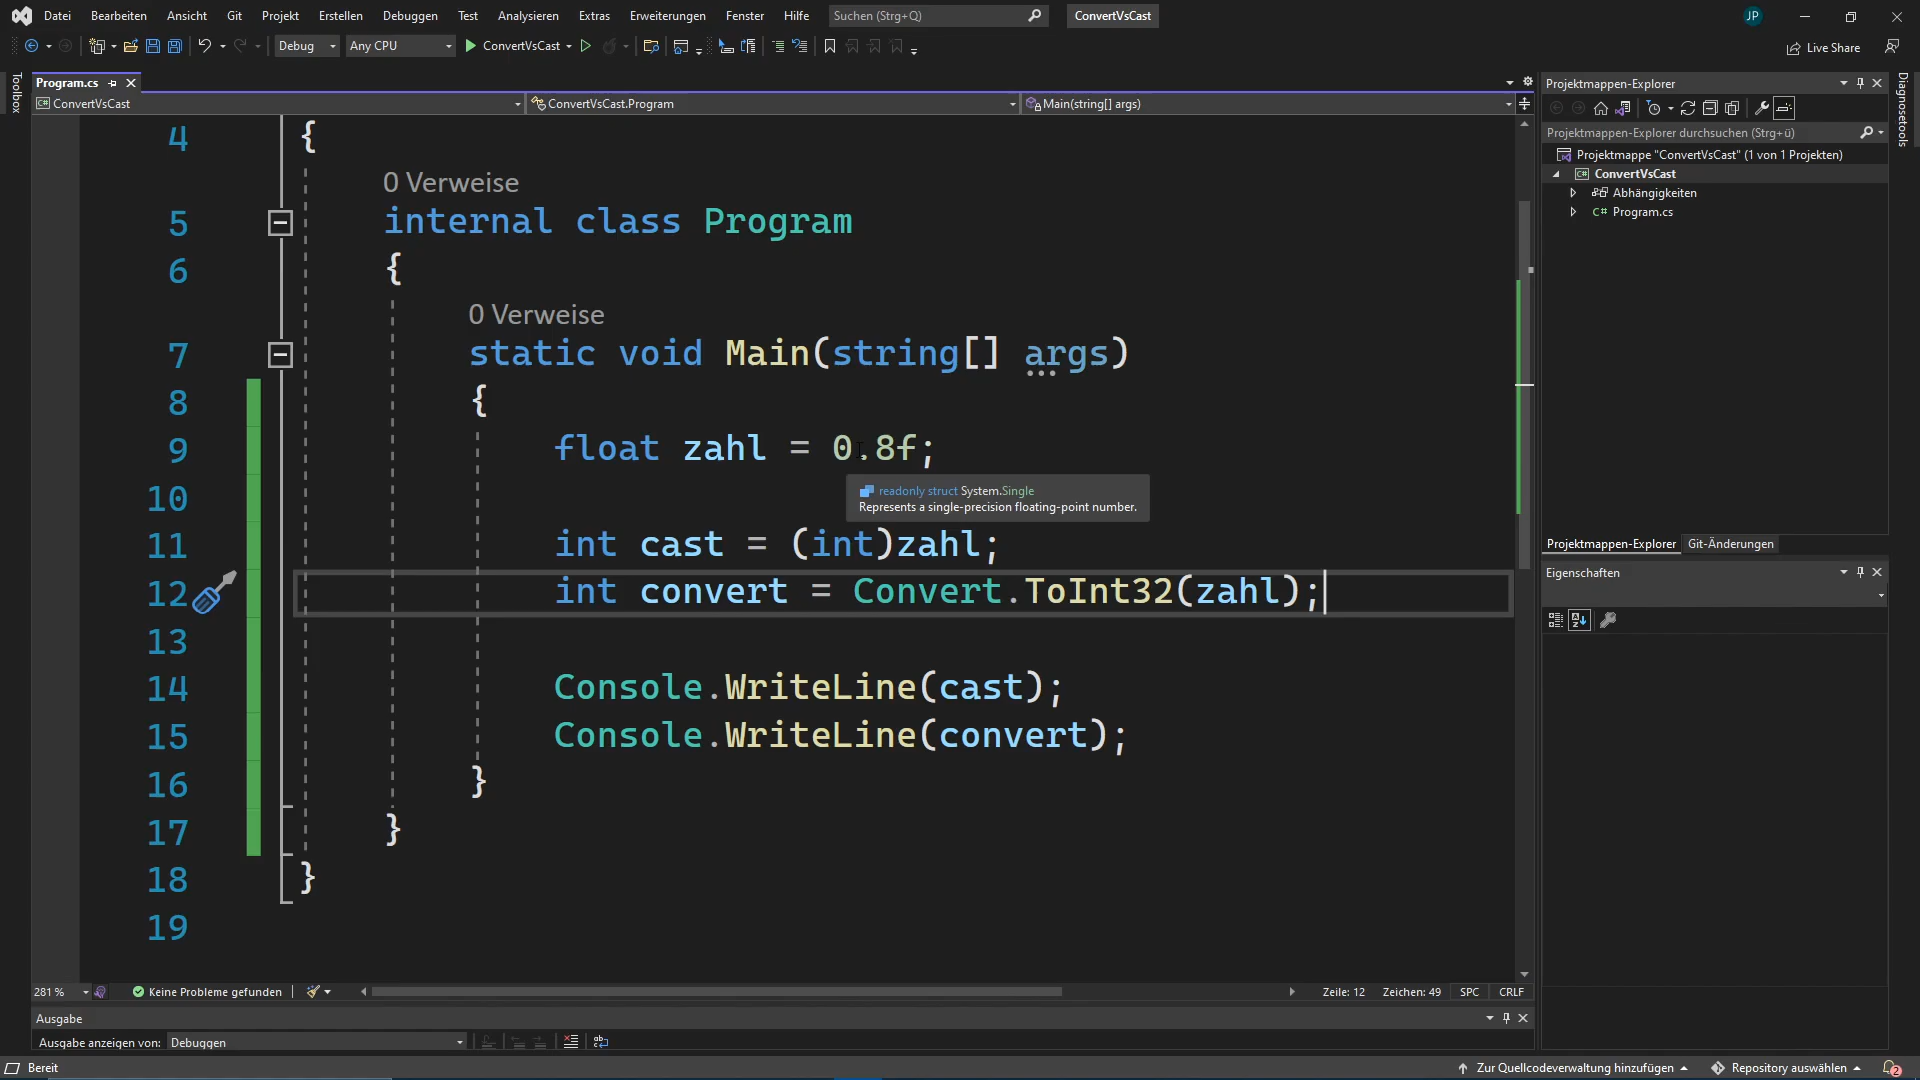 Datei Bearbeiten Ansicht Git Projekt Erstellen Debuggen Test Analysieren Extras Erweiterungen Fenster Hilfe Suchen (Strg+Q) ConvertVsCast JP
Debug Any CPU ConvertVsCast Live Share
Toolbox
Program.cs
ConvertVsCast ConvertVsCast.Program Main(string[] args)
4 {
0 Verweise
5 internal class Program
6 {
0 Verweise
7 static void Main(string[] args)
8 {
9 float zahl = 0.8f;
10
readonly struct System.Single
Represents a single-precision floating-point number.
11 int cast = (int)zahl;
12 int convert = Convert.ToInt32(zahl);
13
14 Console.WriteLine(cast);
15 Console.WriteLine(convert);
16 }
17 }
18 }
19
281 % Keine Probleme gefunden Zeile: 12 Zeichen: 49 SPC CRLF
Ausgabe
Ausgabe anzeigen von: Debuggen
Projektmappen-Explorer
Projektmappen-Explorer durchsuchen (Strg+ü)
Projektmappe "ConvertVsCast" (1 von 1 Projekten)
C# ConvertVsCast
Abhängigkeiten
C# Program.cs
Projektmappen-Explorer Git-Änderungen
Eigenschaften
Diagnosetools
Bereit Zur Quellcodeverwaltung hinzufügen Repository auswählen 2